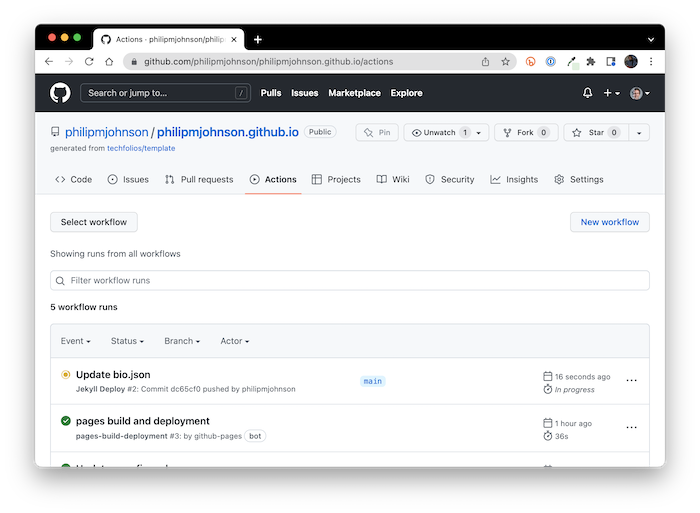 Actions · philipmjohnson/philip
github.com/philipmjohnson/philipmjohnson.github.io/actions
Search or jump to... / Pulls Issues Marketplace Explore
philipmjohnson / philipmjohnson.github.io Public Pin Unwatch 1 Fork 0 Star 0
generated from techfolios/template
Code Issues Pull requests Actions Projects Wiki Security Insights Settings
Select workflow New workflow
Showing runs from all workflows
Filter workflow runs
5 workflow runs
Event Status Branch Actor
Update bio.json main 16 seconds ago
Jekyll Deploy #2: Commit dc65cf0 pushed by philipmjohnson In progress
pages build and deployment 1 hour ago
pages-build-deployment #3: by github-pages bot 36s